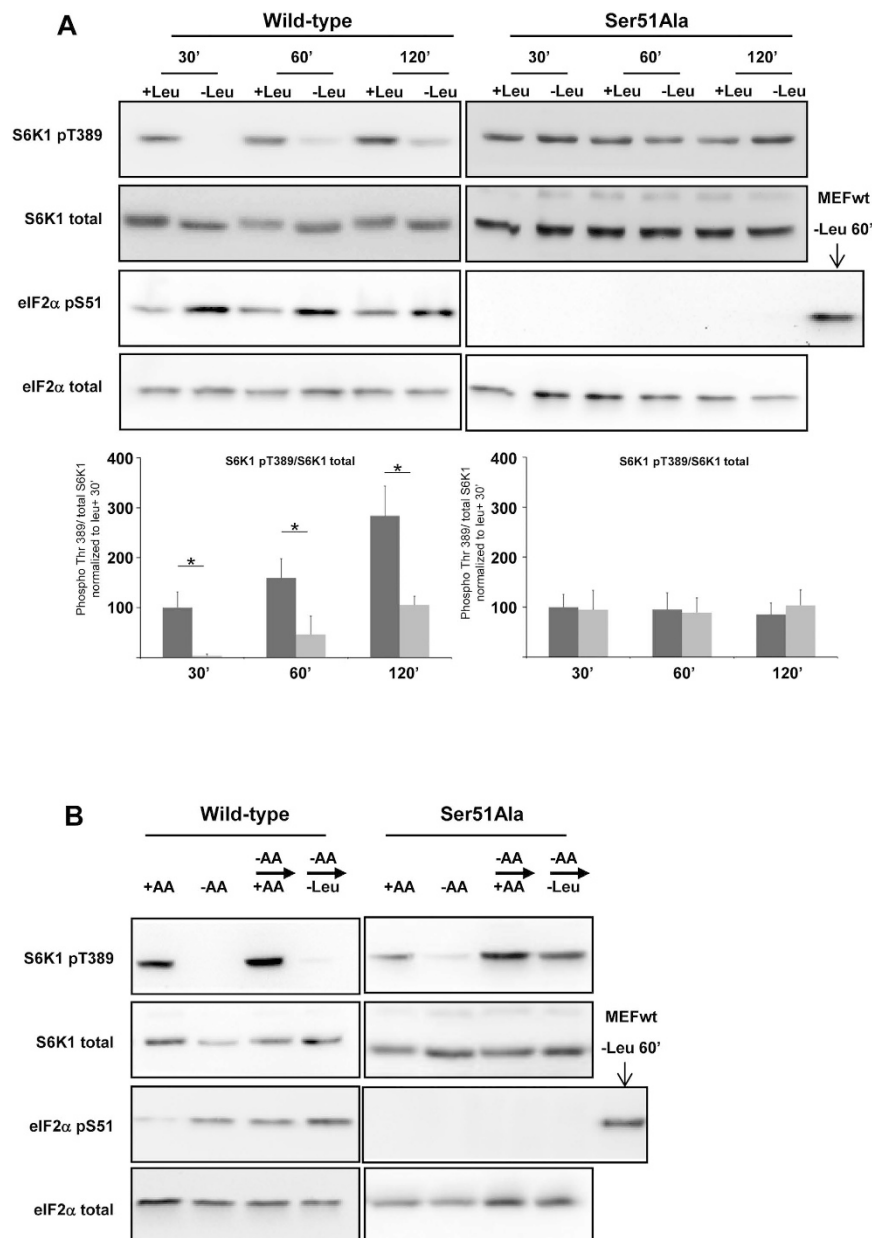 A
Wild-type Ser51Ala
30' 60' 120' 30' 60' 120'
+Leu -Leu +Leu -Leu +Leu -Leu +Leu -Leu +Leu -Leu +Leu -Leu
S6K1 pT389
S6K1 total
MEFwt
-Leu 60'
eIF2α pS51
eIF2α total
Phospho Thr 389/ total S6K1
normalized to leu+ 30'
400
300
200
100
S6K1 pT389/S6K1 total
*
*
*
30' 60' 120'
Phospho Thr 389/ total S6K1
normalized to leu+ 30'
400
300
200
100
S6K1 pT389/S6K1 total
30' 60' 120'
B
Wild-type Ser51Ala
-AA -AA -AA -AA
+AA -AA +AA -Leu +AA -AA +AA -Leu
S6K1 pT389
S6K1 total
MEFwt
-Leu 60'
eIF2α pS51
eIF2α total